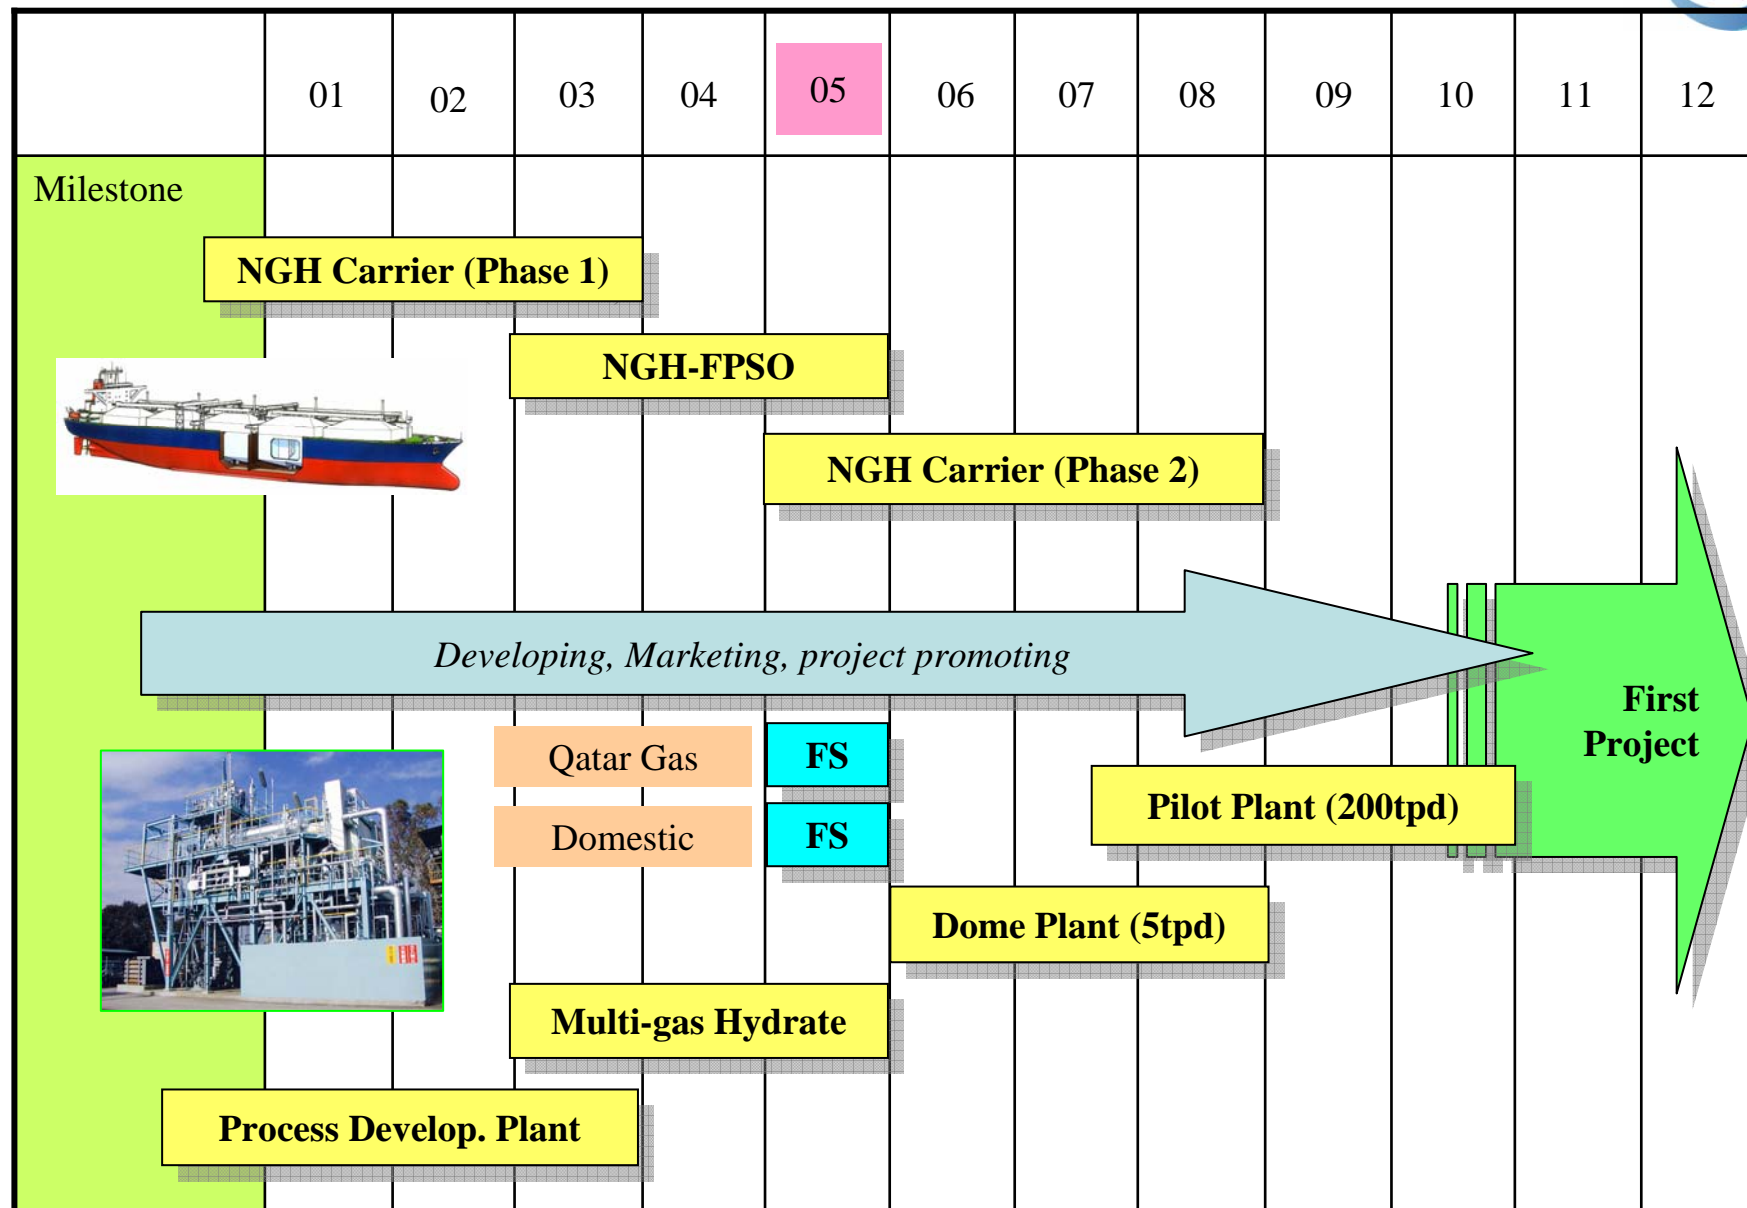 01 02 03 04 05 06 07 08 09 10 11 12
Milestone
NGH Carrier (Phase 1)
NGH-FPSO
NGH Carrier (Phase 2)
Developing, Marketing, project promoting
First
Project
Qatar Gas FS
Pilot Plant (200tpd)
Domestic FS
Dome Plant (5tpd)
Multi-gas Hydrate
Process Develop. Plant